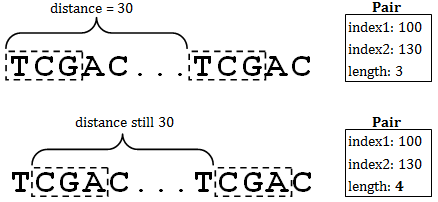 distance = 30
TCGAC...TCGAC
Pair
index1: 100
index2: 130
length: 3
distance still 30
TCGAC...TCGAC
Pair
index1: 100
index2: 130
length: 4